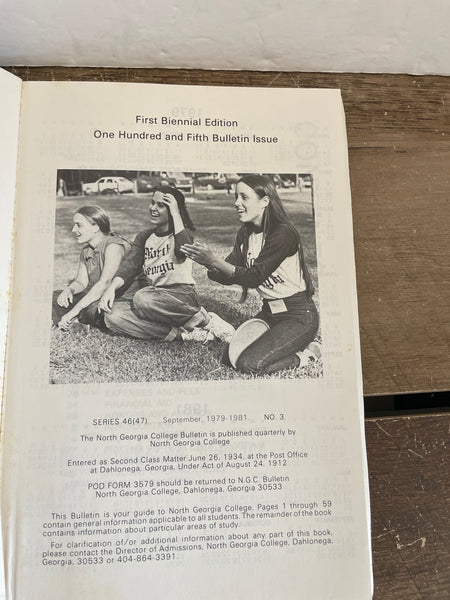 First Biennial Edition
One Hundred and Fifth Bulletin Issue
North
Georgia
SERIES 46(47) September, 1979-1981. NO. 3
The North Georgia College Bulletin is published quarterly by
North Georgia College
Entered as Second Class Matter June 26, 1934, at the Post Office
at Dahlonega, Georgia, Under Act of August 24, 1912
POD FORM 3579 should be returned to N.G.C. Bulletin
North Georgia College, Dahlonega, Georgia 30533
This Bulletin is your guide to North Georgia College. Pages 1 through 59
contain general information applicable to all students. The remainder of the book
contains information about particular areas of study.
For clarification of/or additional information about any part of this book,
please contact the Director of Admissions, North Georgia College, Dahlonega,
Georgia, 30533 or 404-864-3391.